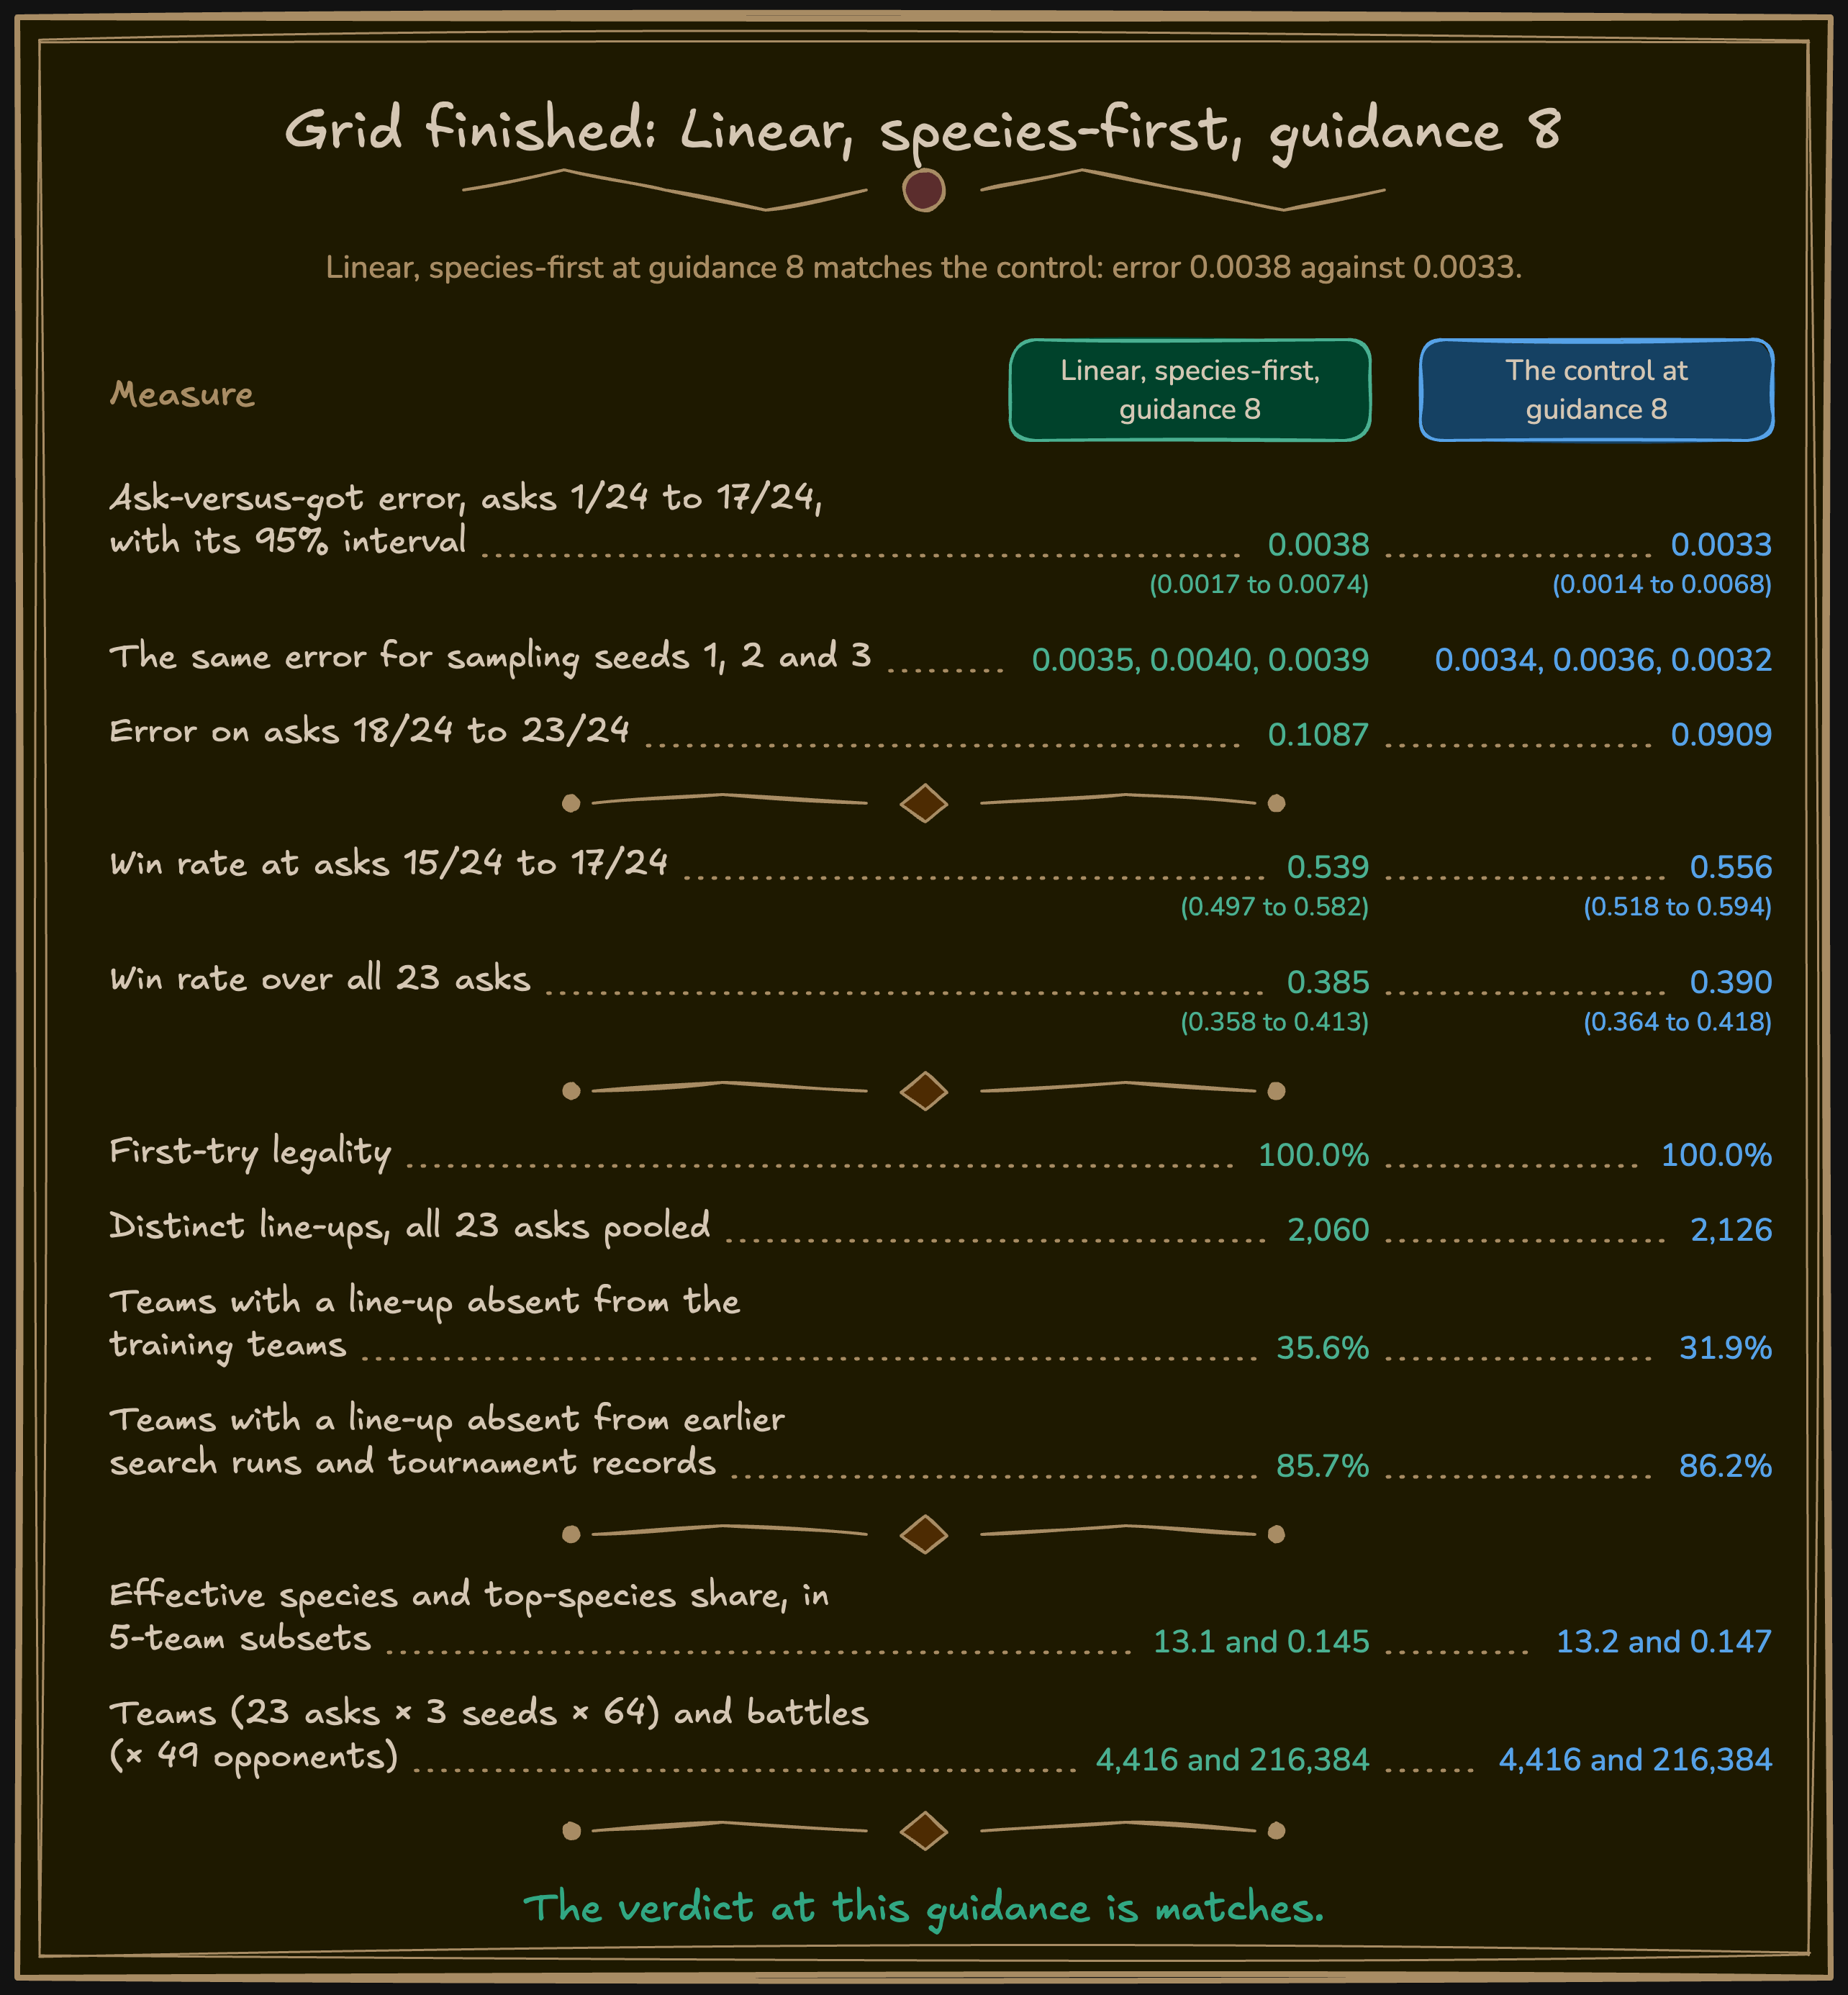 Grid finished: Linear, species-first, guidance 8
Linear, species-first at guidance 8 matches the control: error 0.0038 against 0.0033.
Measure
Linear, species-first,
guidance 8
The control at
guidance 8
Ask-versus-got error, asks 1/24 to 17/24,
with its 95% interval 0.0038 0.0033
(0.0017 to 0.0074) (0.0014 to 0.0068)
The same error for sampling seeds 1, 2 and 3 0.0035, 0.0040, 0.0039 0.0034, 0.0036, 0.0032
Error on asks 18/24 to 23/24 0.1087 0.0909
Win rate at asks 15/24 to 17/24 0.539 0.556
(0.497 to 0.582) (0.518 to 0.594)
Win rate over all 23 asks 0.385 0.390
(0.358 to 0.413) (0.364 to 0.418)
First-try legality 100.0% 100.0%
Distinct line-ups, all 23 asks pooled 2,060 2,126
Teams with a line-up absent from the
training teams 35.6% 31.9%
Teams with a line-up absent from earlier
search runs and tournament records 85.7% 86.2%
Effective species and top-species share, in
5-team subsets 13.1 and 0.145 13.2 and 0.147
Teams (23 asks × 3 seeds × 64) and battles
(× 49 opponents) 4,416 and 216,384 4,416 and 216,384
The verdict at this guidance is matches.